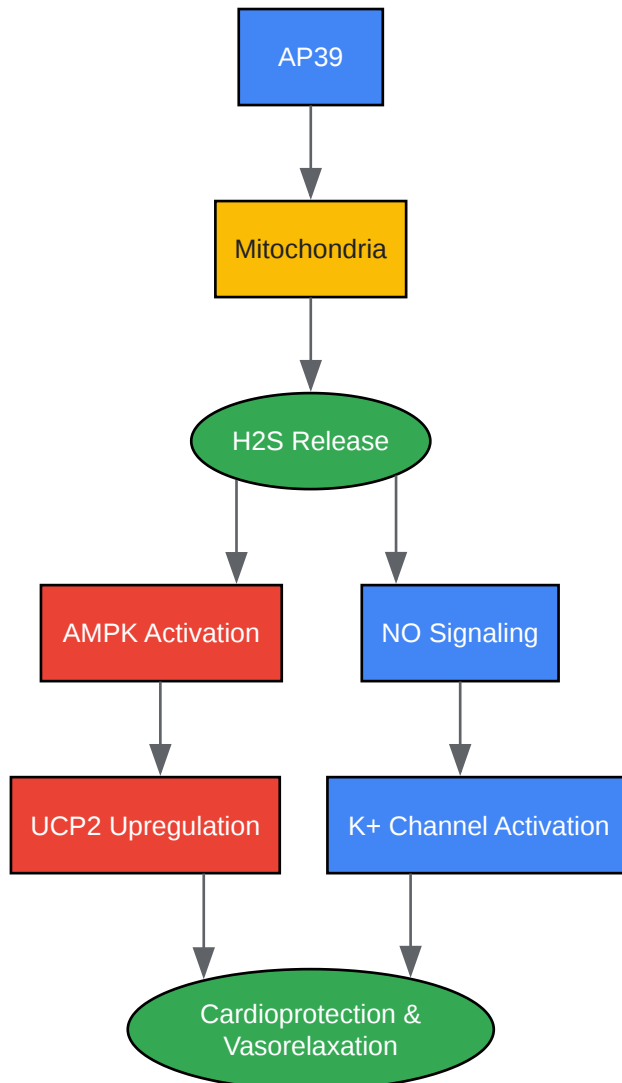 AP39
Mitochondria
H2S Release
AMPK Activation
NO Signaling
UCP2 Upregulation
K+ Channel Activation
Cardioprotection &
Vasorelaxation